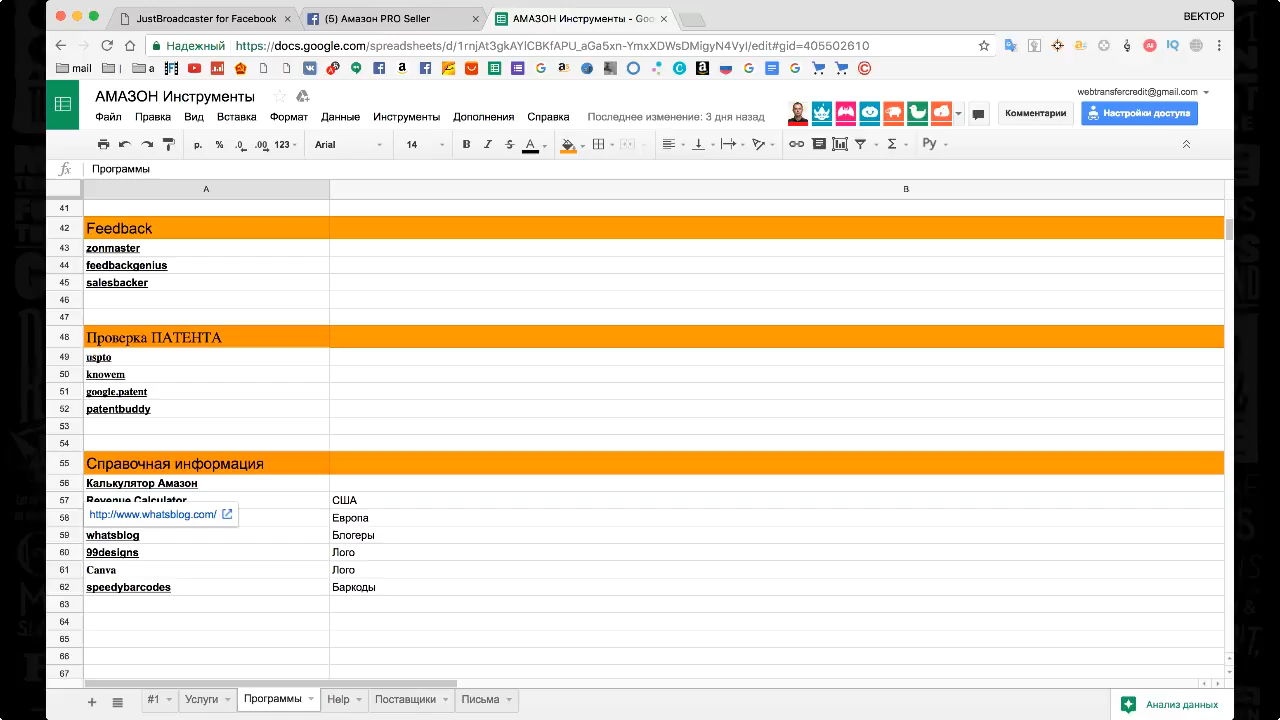 JustBroadcaster for Facebook
(5) Амазон PRO Seller
АМАЗОН Инструменты - Goo
ВЕКТОР
Надежный
https://docs.google.com/spreadsheets/d/1rnjAt3gkAYlCBKfAPU_aGa5xn-YmxXDWsDMigyN4VyI/edit#gid=405502610
mail
a
АМАЗОН Инструменты
webtransfercredit@gmail.com
Файл Правка Вид Вставка Формат Данные Инструменты Дополнения Справка Последнее изменение: 3 дня назад
Комментарии
Настройки доступа
р. % .0 .00 123 Arial 14 B I S A Σ Ру
fx Программы
A B
41
42 Feedback
43 zonmaster
44 feedbackgenius
45 salesbacker
46
47
48 Проверка ПАТЕНТА
49 uspto
50 knowem
51 google.patent
52 patentbuddy
53
54
55 Справочная информация
56 Калькулятор Амазон
57 Revenue Calculator США
http://www.whatsblog.com/
58 Европа
59 whatsblog Блогеры
60 99designs Лого
61 Canva Лого
62 speedybarcodes Баркоды
63
64
65
66
67
#1 Услуги Программы Help Поставщики Письма
Анализ данных